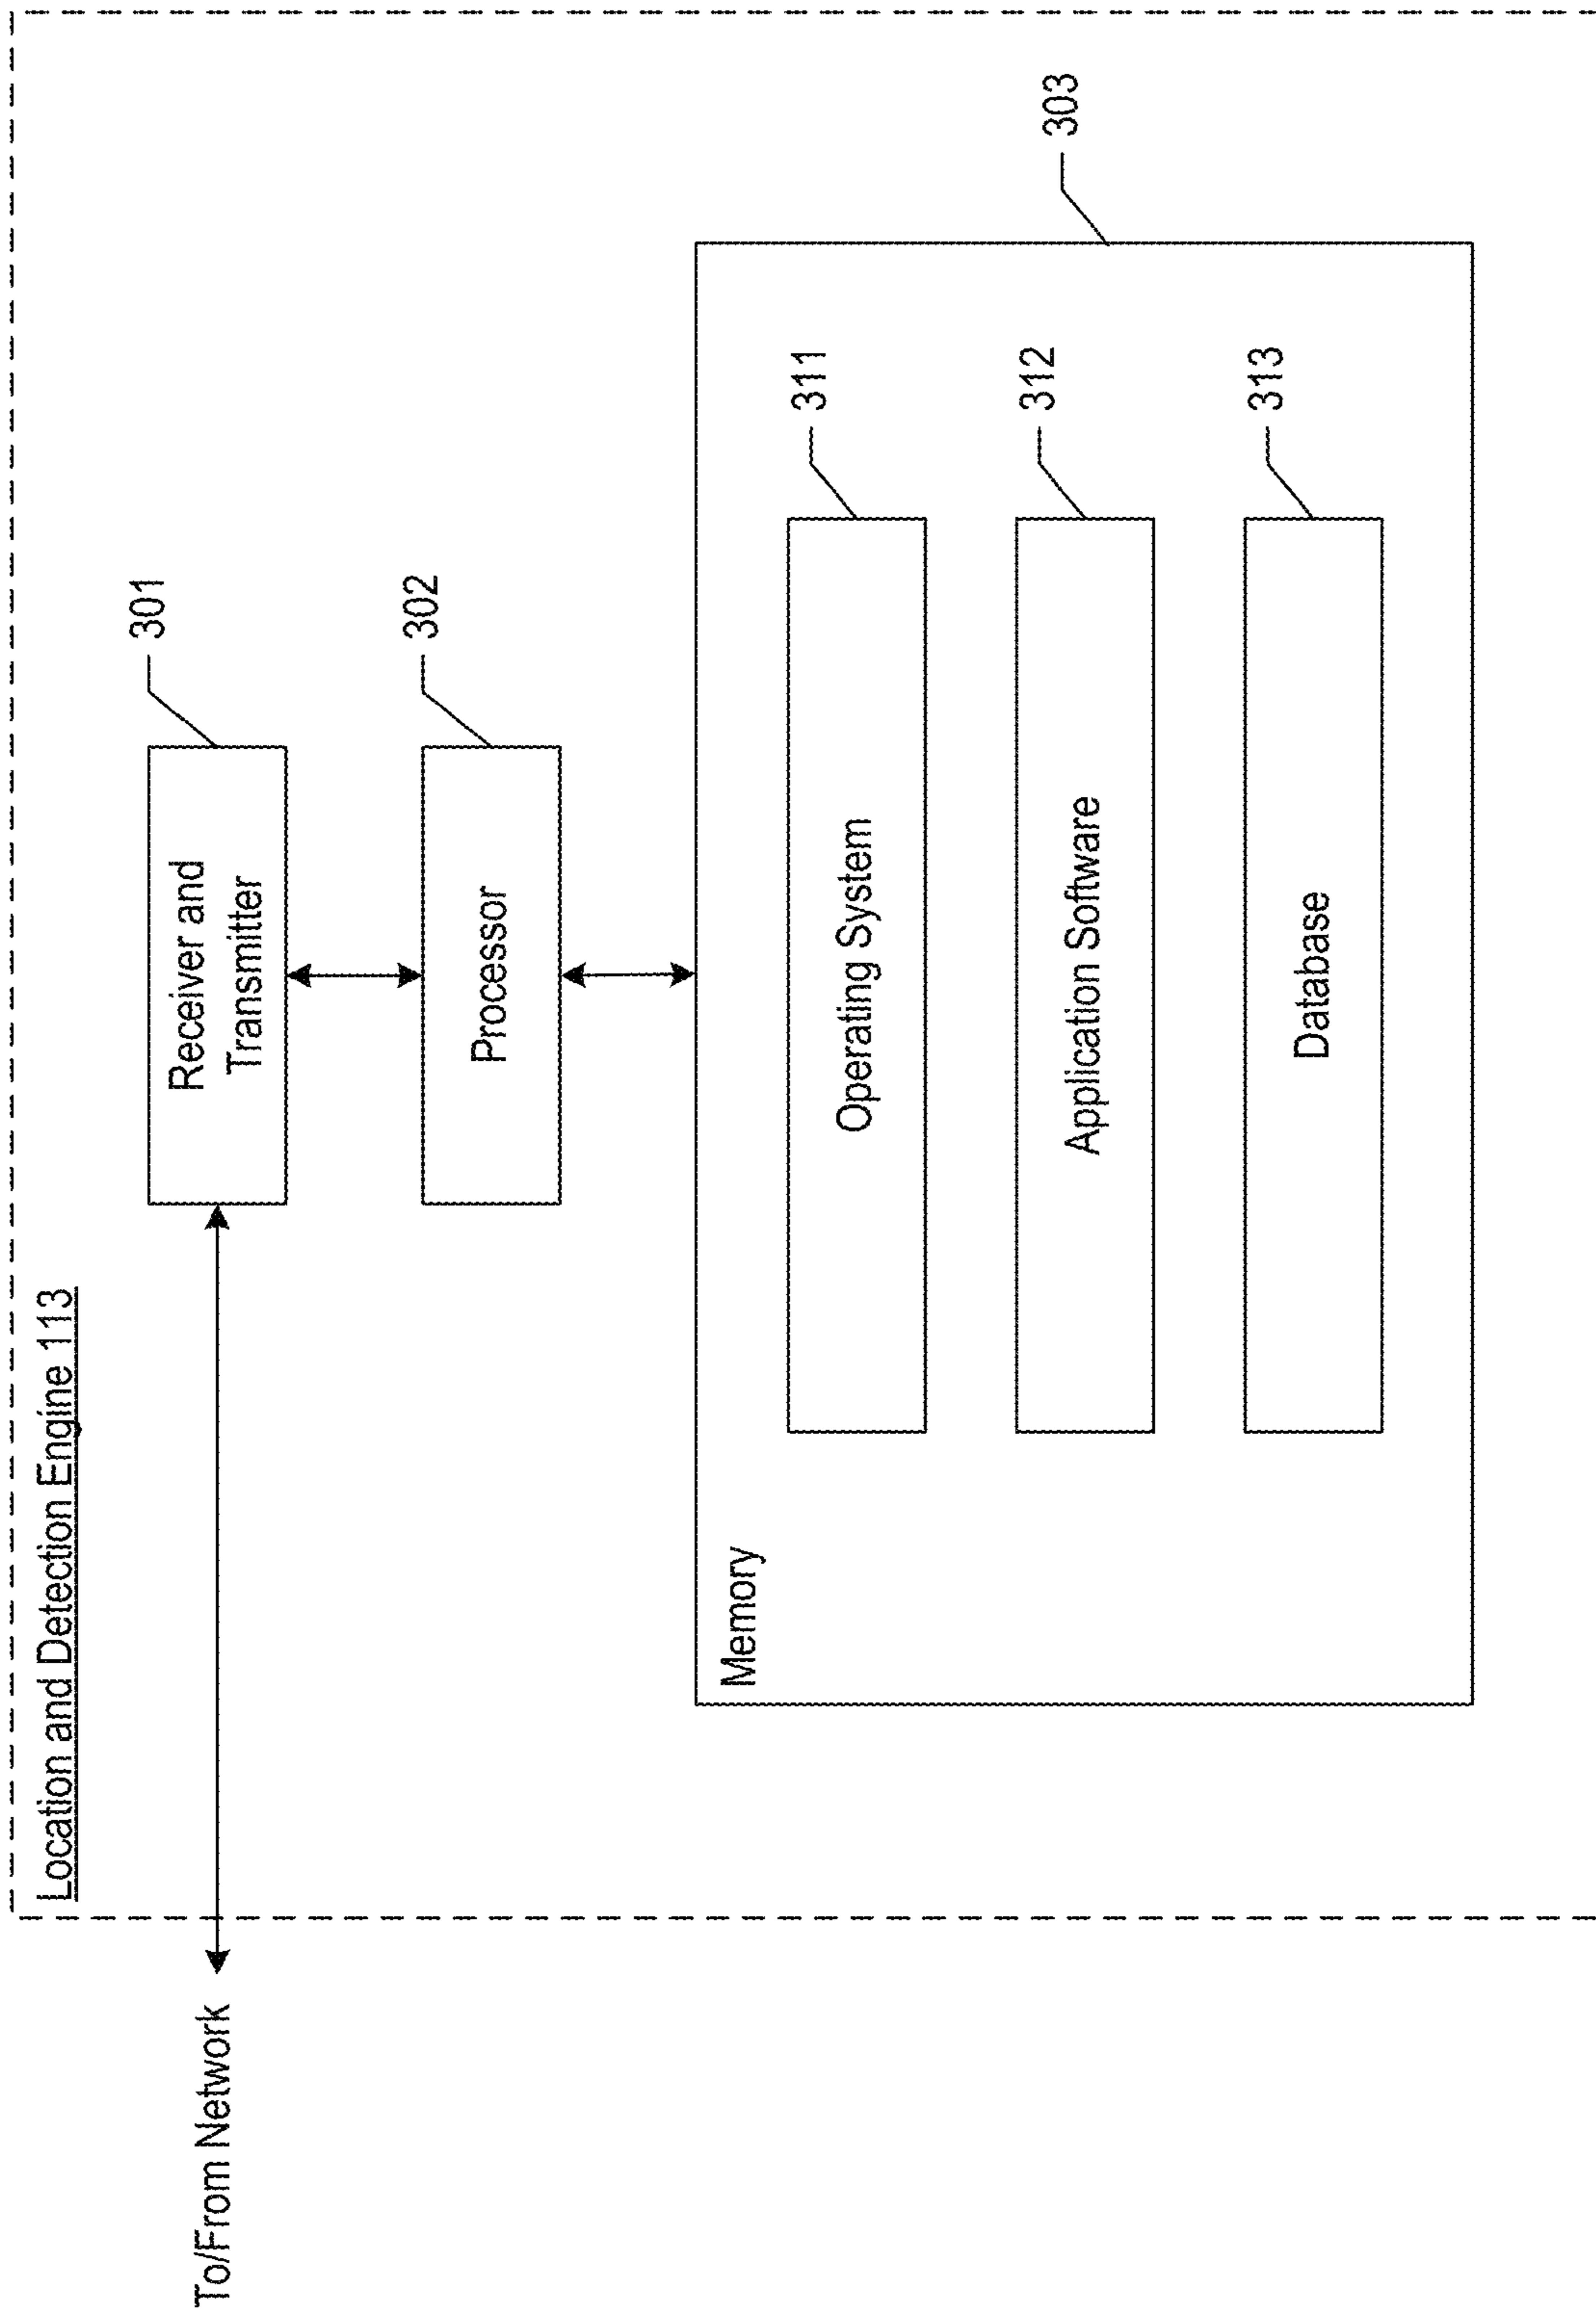 Location and Detection Engine 113
To/From Network
Receiver and
Transmitter
301
Processor
302
Memory
303
Operating System
311
Application Software
312
Database
313